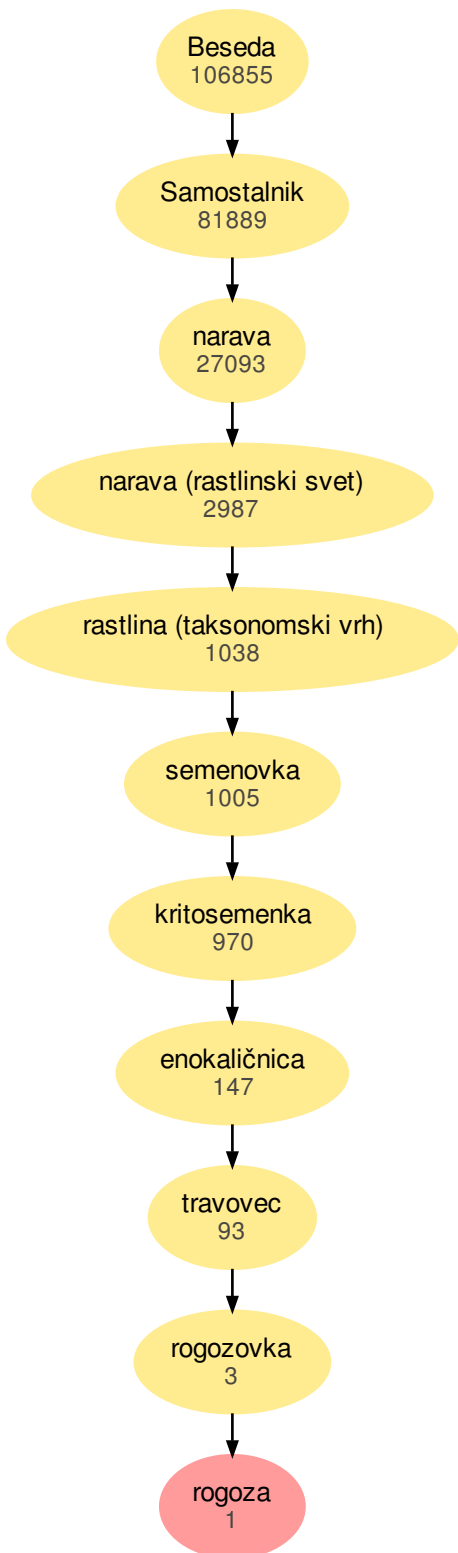 Beseda
106855
Samostalnik
81889
narava
27093
narava (rastlinski svet)
2987
rastlina (taksonomski vrh)
1038
semenovka
1005
kritosemenka
970
enokaličnica
147
travovec
93
rogozovka
3
rogoza
1